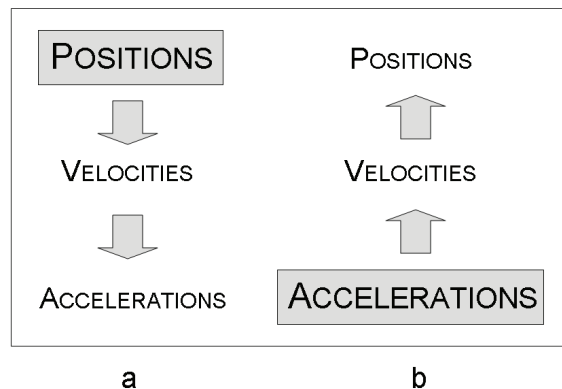 POSITIONS
VELOCITIES
ACCELERATIONS
a
POSITIONS
VELOCITIES
ACCELERATIONS
b